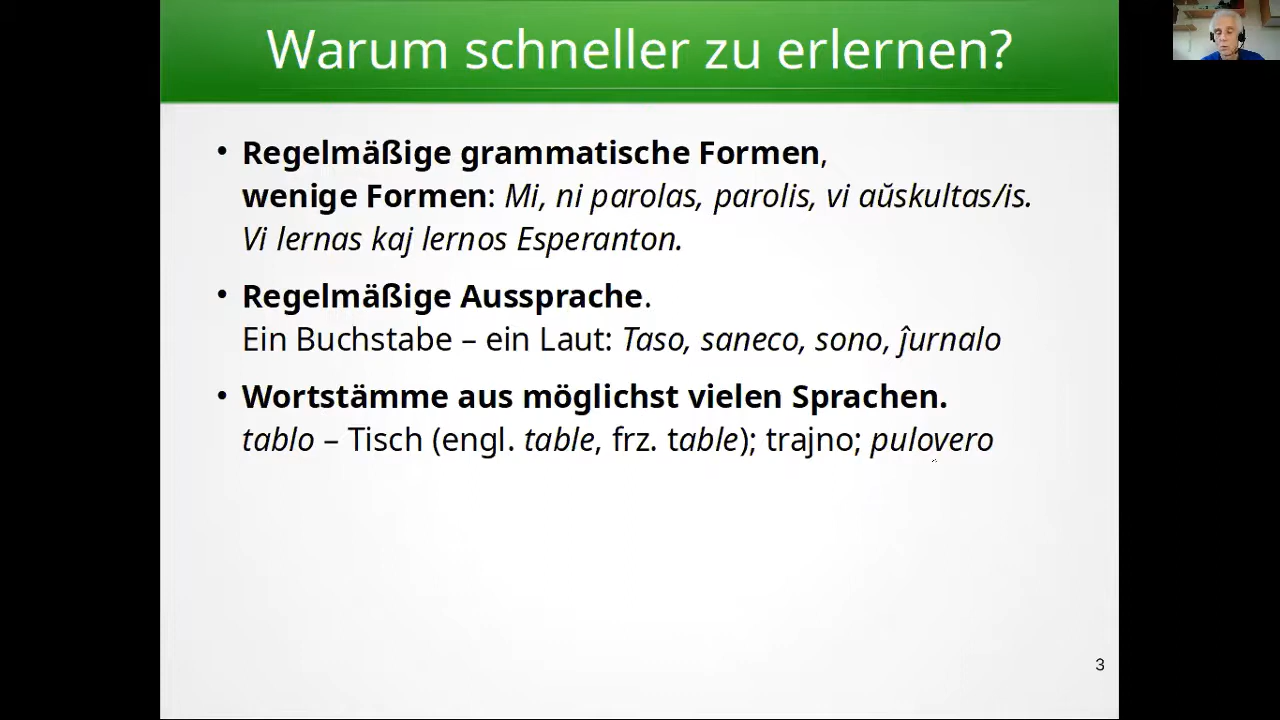 Warum schneller zu erlernen?
• Regelmäßige grammatische Formen,
wenige Formen: Mi, ni parolas, parolis, vi aŭskultas/is.
Vi lernas kaj lernos Esperanton.
• Regelmäßige Aussprache.
Ein Buchstabe – ein Laut: Taso, saneco, sono, ĵurnalo
• Wortstämme aus möglichst vielen Sprachen.
tablo – Tisch (engl. table, frz. table); trajno; pulovero
3